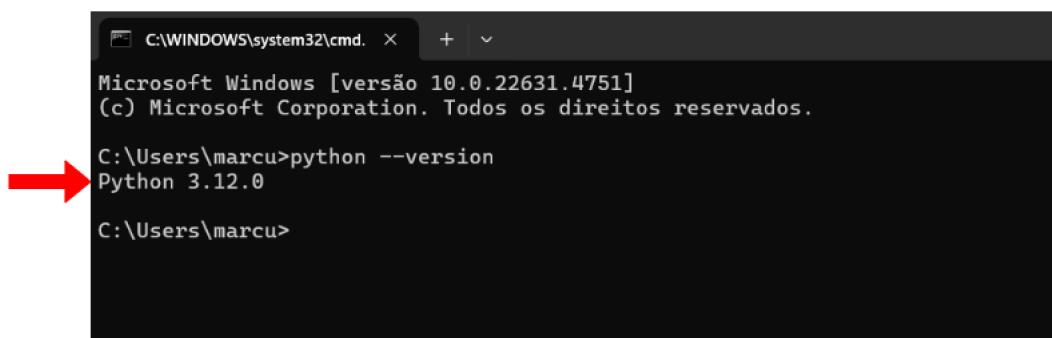 C:\WINDOWS\system32\cmd.
Microsoft Windows [versão 10.0.22631.4751]
(c) Microsoft Corporation. Todos os direitos reservados.
C:\Users\marcu>python --version
Python 3.12.0
C:\Users\marcu>